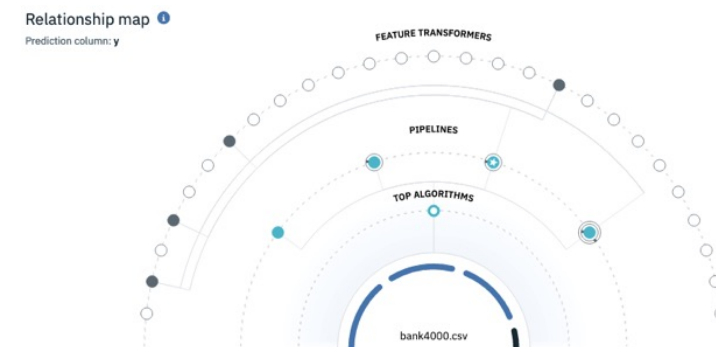 Relationship map
Prediction column: y
FEATURE TRANSFORMERS
PIPELINES
TOP ALGORITHMS
bank4000.csv